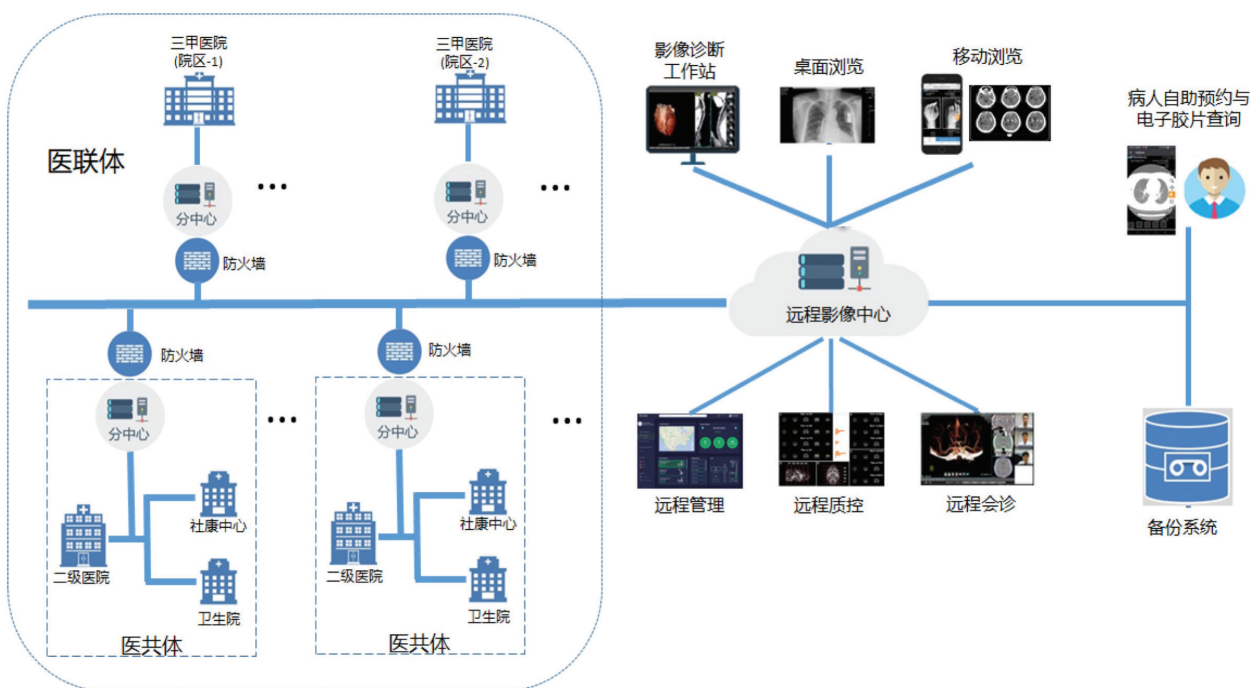 三甲医院
(院区-1)
三甲医院
(院区-2)
医联体
...
...
分中心
分中心
防火墙
防火墙
防火墙
防火墙
...
...
分中心
分中心
社康中心
社康中心
二级医院
二级医院
卫生院
卫生院
医共体
医共体
影像诊断
工作站
桌面浏览
移动浏览
病人自助预约与
电子胶片查询
远程影像中心
远程管理
远程质控
远程会诊
备份系统